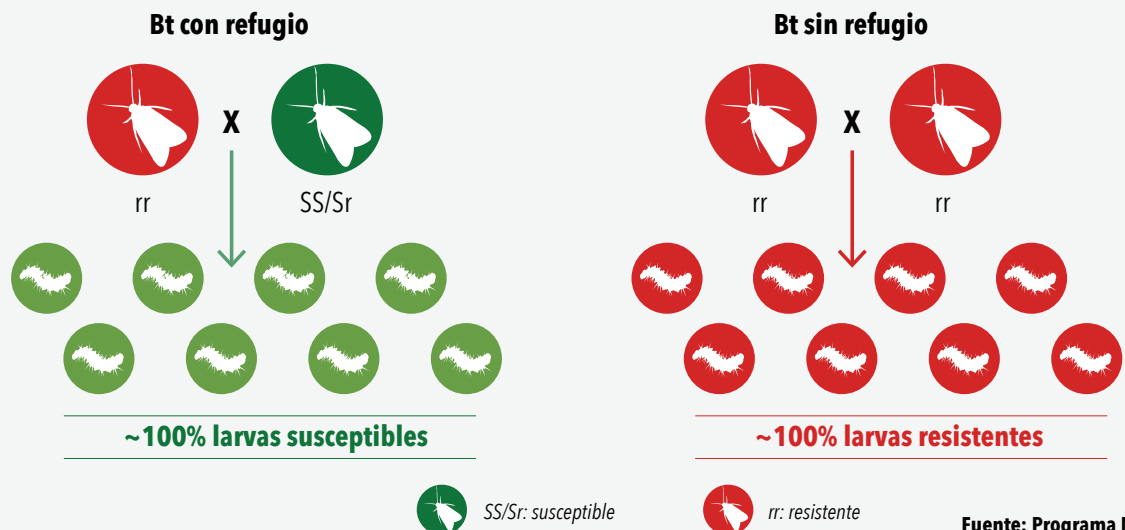 Bt con refugio
Bt sin refugio
X
X
rr
SS/Sr
rr
rr
~100% larvas susceptibles
~100% larvas resistentes
SS/Sr: susceptible
rr: resistente
Fuente: Programa